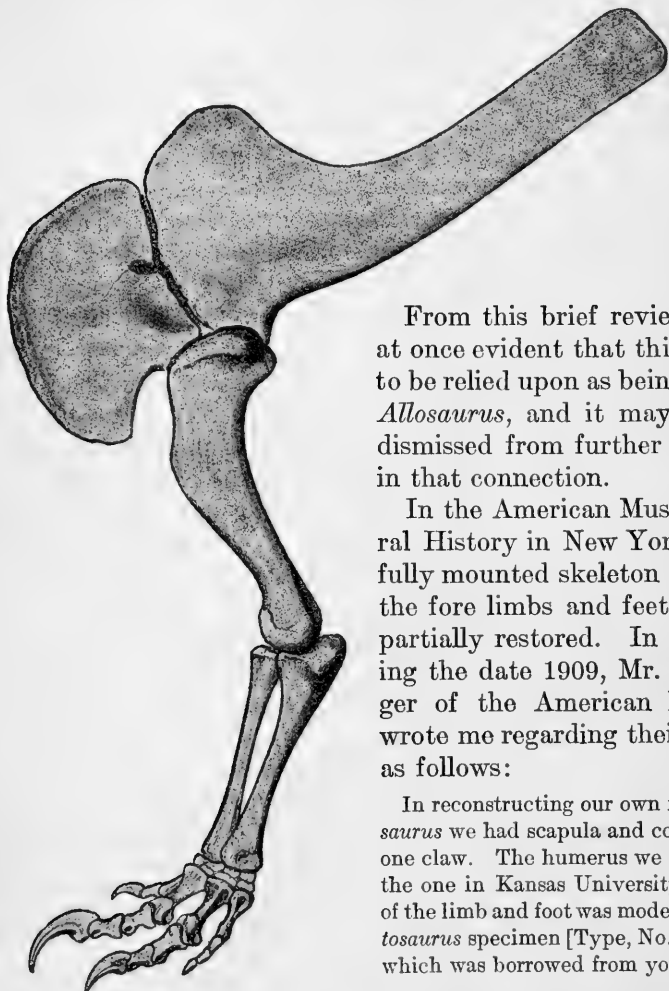 From this brief revie
at once evident that thi
to be relied upon as bein
Allosaurus, and it may
dismissed from further
in that connection.
In the American Mus
ral History in New Yor
fully mounted skeleton
the fore limbs and feet
partially restored. In
ing the date 1909, Mr.
ger of the American
wrote me regarding thei
as follows:
In reconstructing our own
saurus we had scapula and co
one claw. The humerus we
the one in Kansas Universit
of the limb and foot was mode
tosaurus specimen [Type, No.
which was borrowed from yo